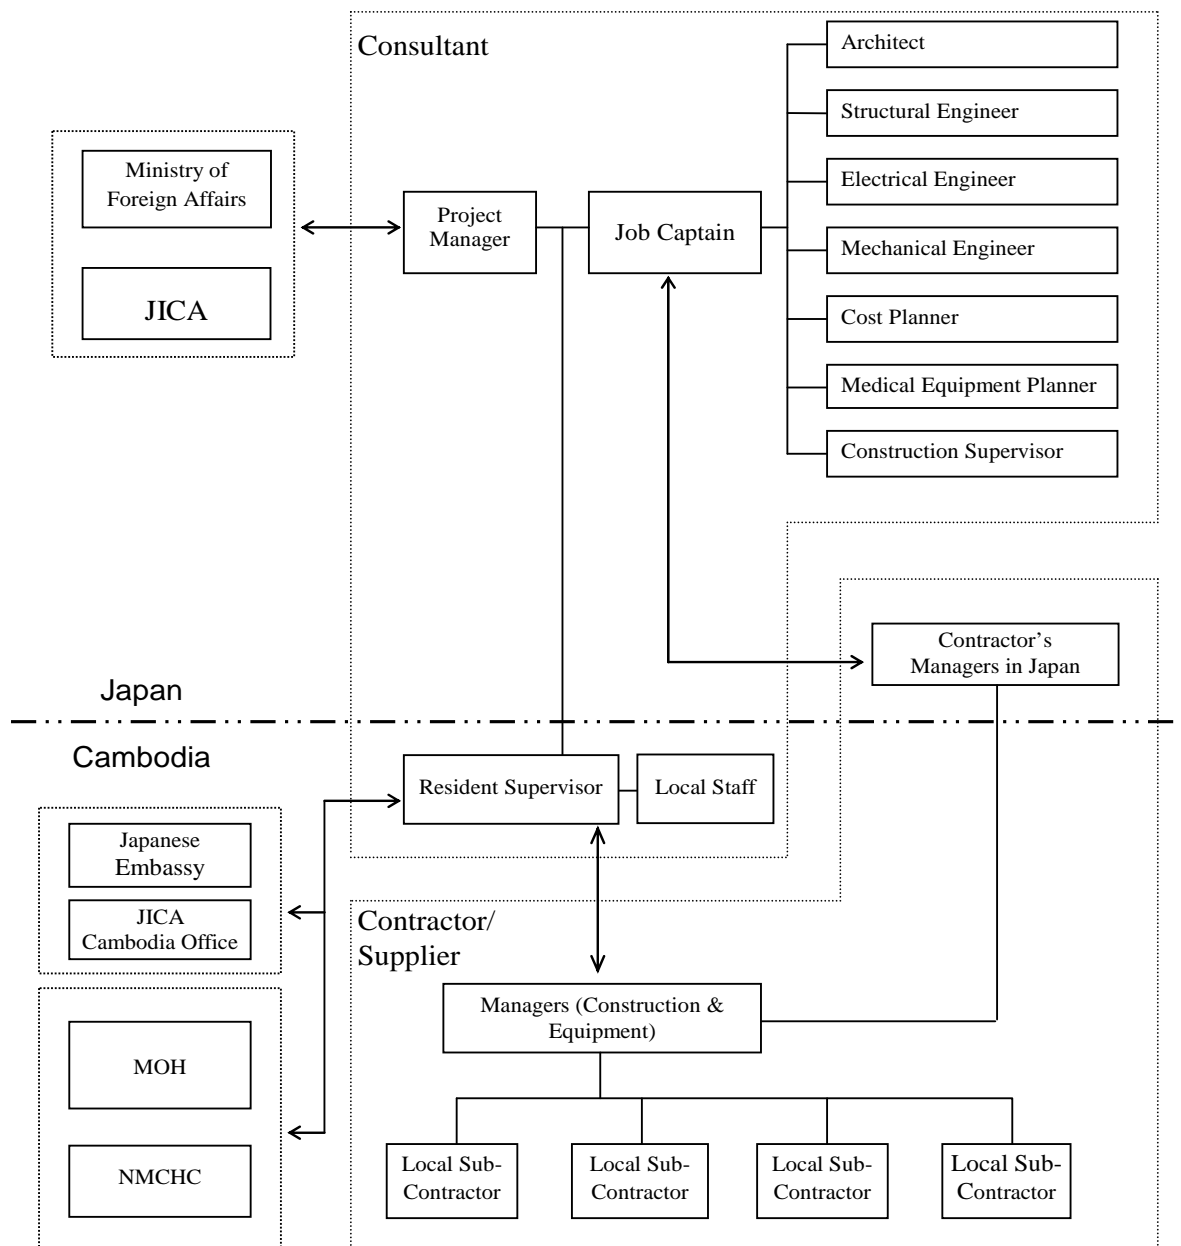 Consultant
Architect
Structural Engineer
Electrical Engineer
Mechanical Engineer
Cost Planner
Medical Equipment Planner
Construction Supervisor
Ministry of
Foreign Affairs
JICA
Project
Manager
Job Captain
Contractor’s
Managers in Japan
Japan
Cambodia
Resident Supervisor
Local Staff
Japanese
Embassy
JICA
Cambodia Office
MOH
NMCHC
Contractor/
Supplier
Managers (Construction &
Equipment)
Local Sub-
Contractor
Local Sub-
Contractor
Local Sub-
Contractor
Local Sub-
Contractor